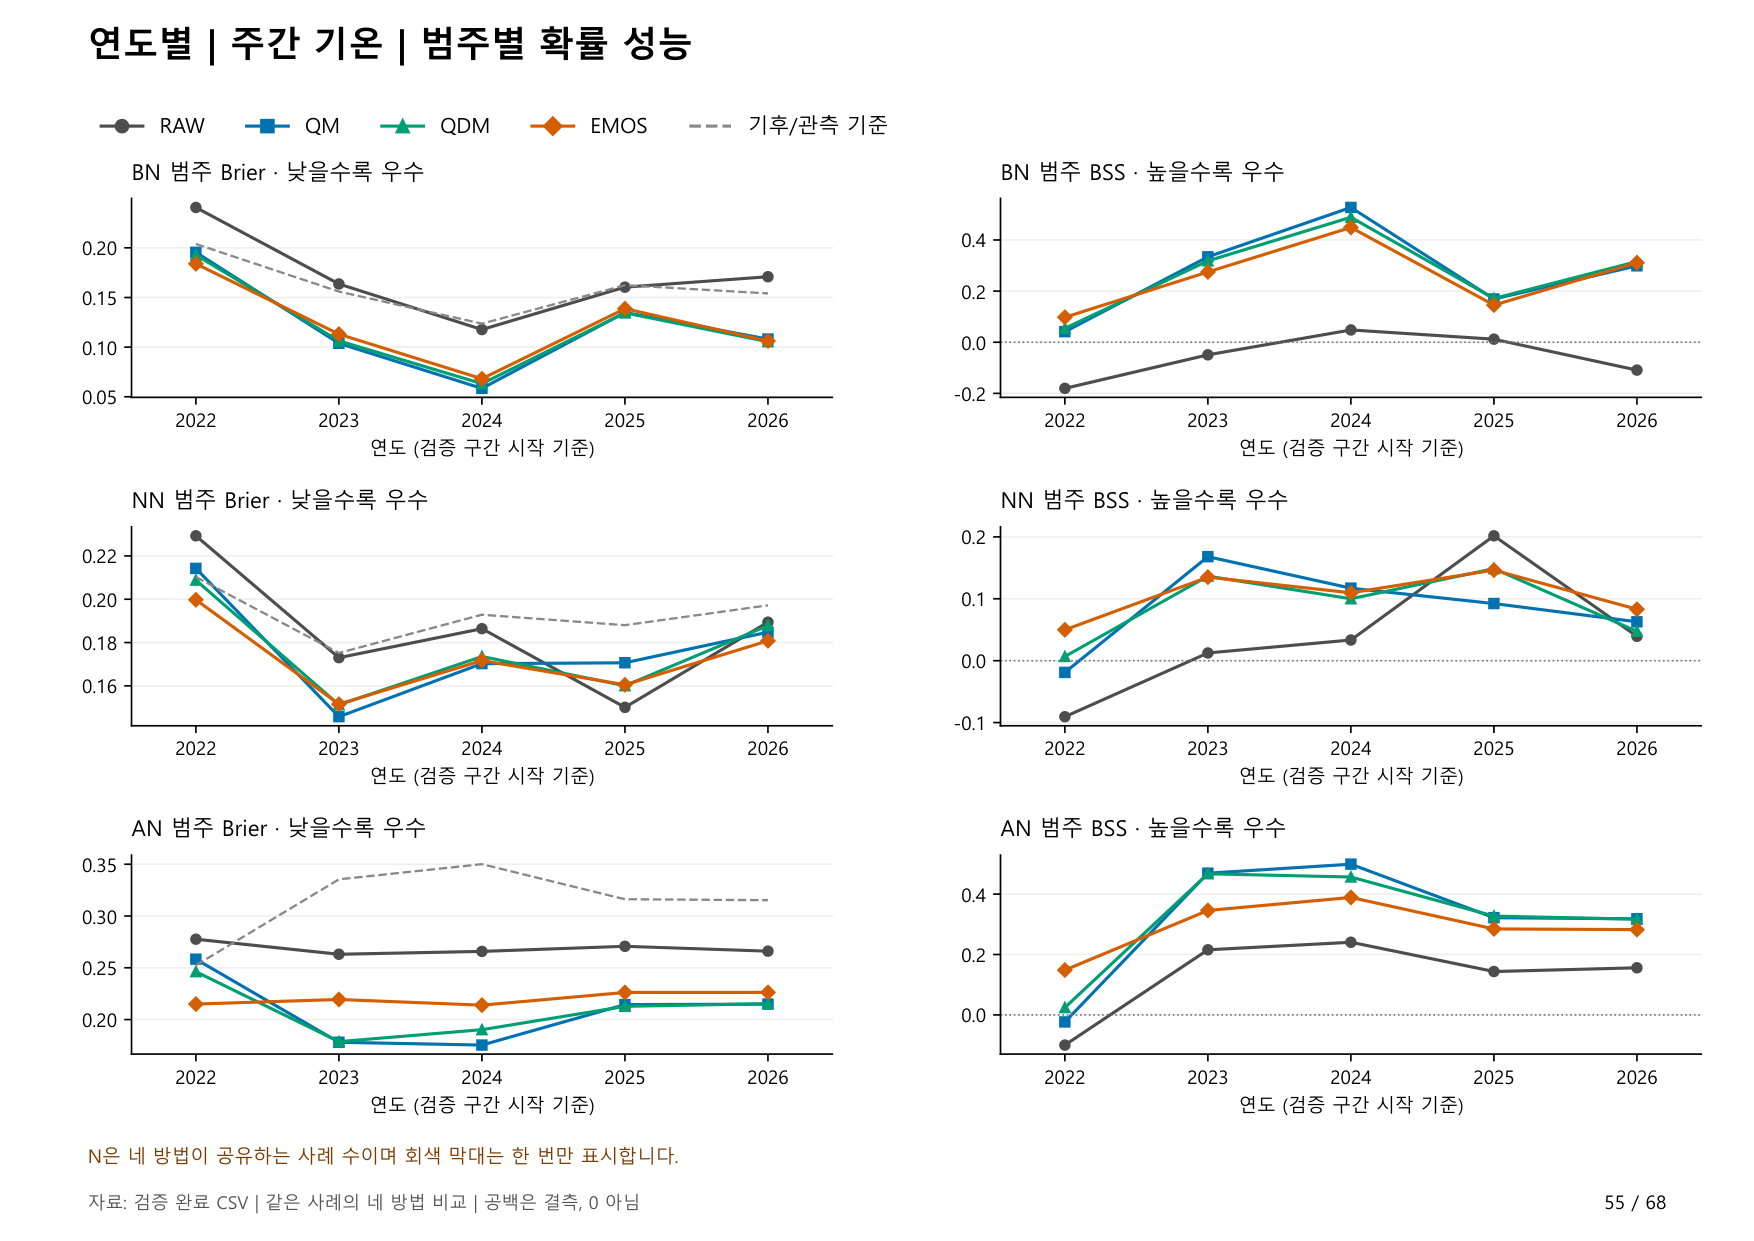 연도별 | 주간 기온 | 범주별 확률 성능
RAW QM QDM EMOS 기후/관측 기준
BN 범주 Brier · 낮을수록 우수
0.20
0.15
0.10
0.05
2022 2023 2024 2025 2026
연도 (검증 구간 시작 기준)
BN 범주 BSS · 높을수록 우수
0.4
0.2
0.0
-0.2
2022 2023 2024 2025 2026
연도 (검증 구간 시작 기준)
NN 범주 Brier · 낮을수록 우수
0.22
0.20
0.18
0.16
2022 2023 2024 2025 2026
연도 (검증 구간 시작 기준)
NN 범주 BSS · 높을수록 우수
0.2
0.1
0.0
-0.1
2022 2023 2024 2025 2026
연도 (검증 구간 시작 기준)
AN 범주 Brier · 낮을수록 우수
0.35
0.30
0.25
0.20
2022 2023 2024 2025 2026
연도 (검증 구간 시작 기준)
AN 범주 BSS · 높을수록 우수
0.4
0.2
0.0
2022 2023 2024 2025 2026
연도 (검증 구간 시작 기준)
N은 네 방법이 공유하는 사례 수이며 회색 막대는 한 번만 표시합니다.
자료: 검증 완료 CSV | 같은 사례의 네 방법 비교 | 공백은 결측, 0 아님
55 / 68